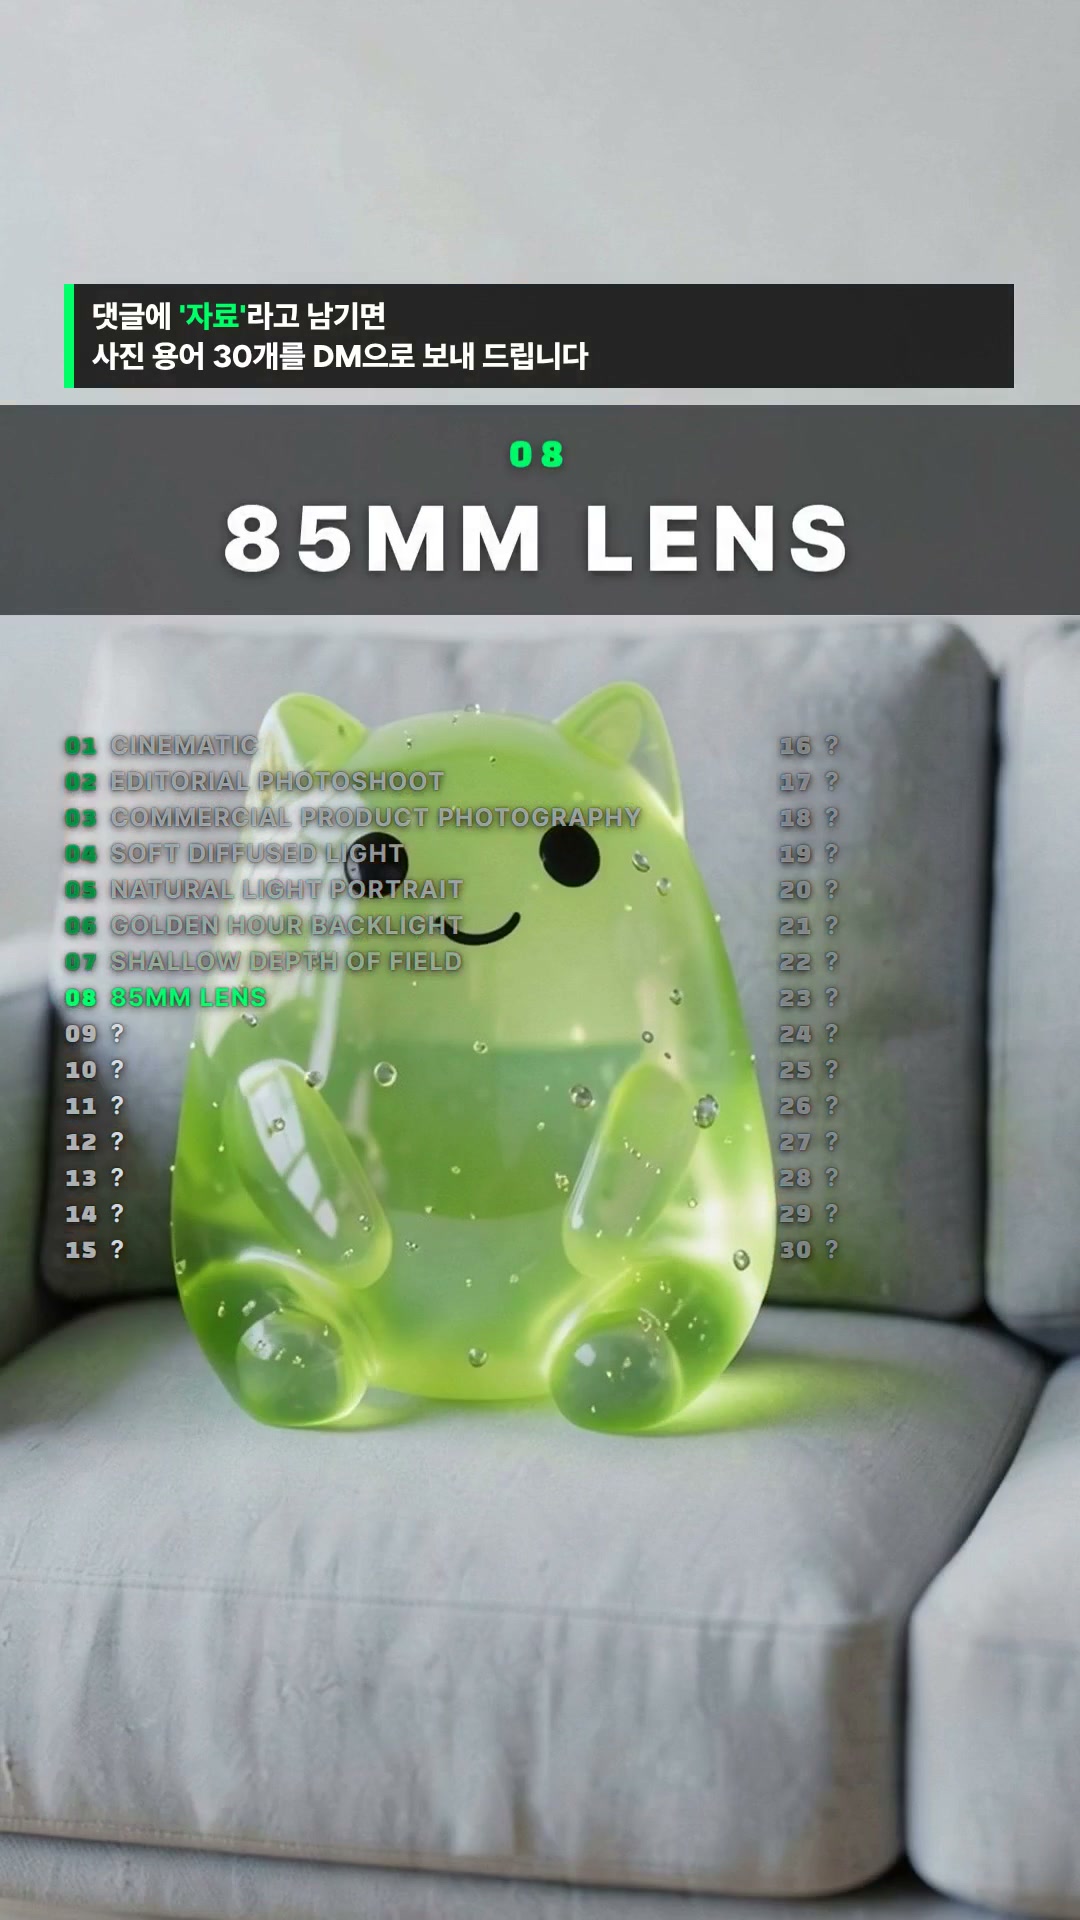 댓글에 '자료'라고 남기면
사진 용어 30개를 DM으로 보내 드립니다
08
85MM LENS
01 CINEMATIC
02 EDITORIAL PHOTOSHOOT
03 COMMERCIAL PRODUCT PHOTOGRAPHY
04 SOFT DIFFUSED LIGHT
05 NATURAL LIGHT PORTRAIT
06 GOLDEN HOUR BACKLIGHT
07 SHALLOW DEPTH OF FIELD
08 85MM LENS
09 ?
10 ?
11 ?
12 ?
13 ?
14 ?
15 ?
16 ?
17 ?
18 ?
19 ?
20 ?
21 ?
22 ?
23 ?
24 ?
25 ?
26 ?
27 ?
28 ?
29 ?
30 ?